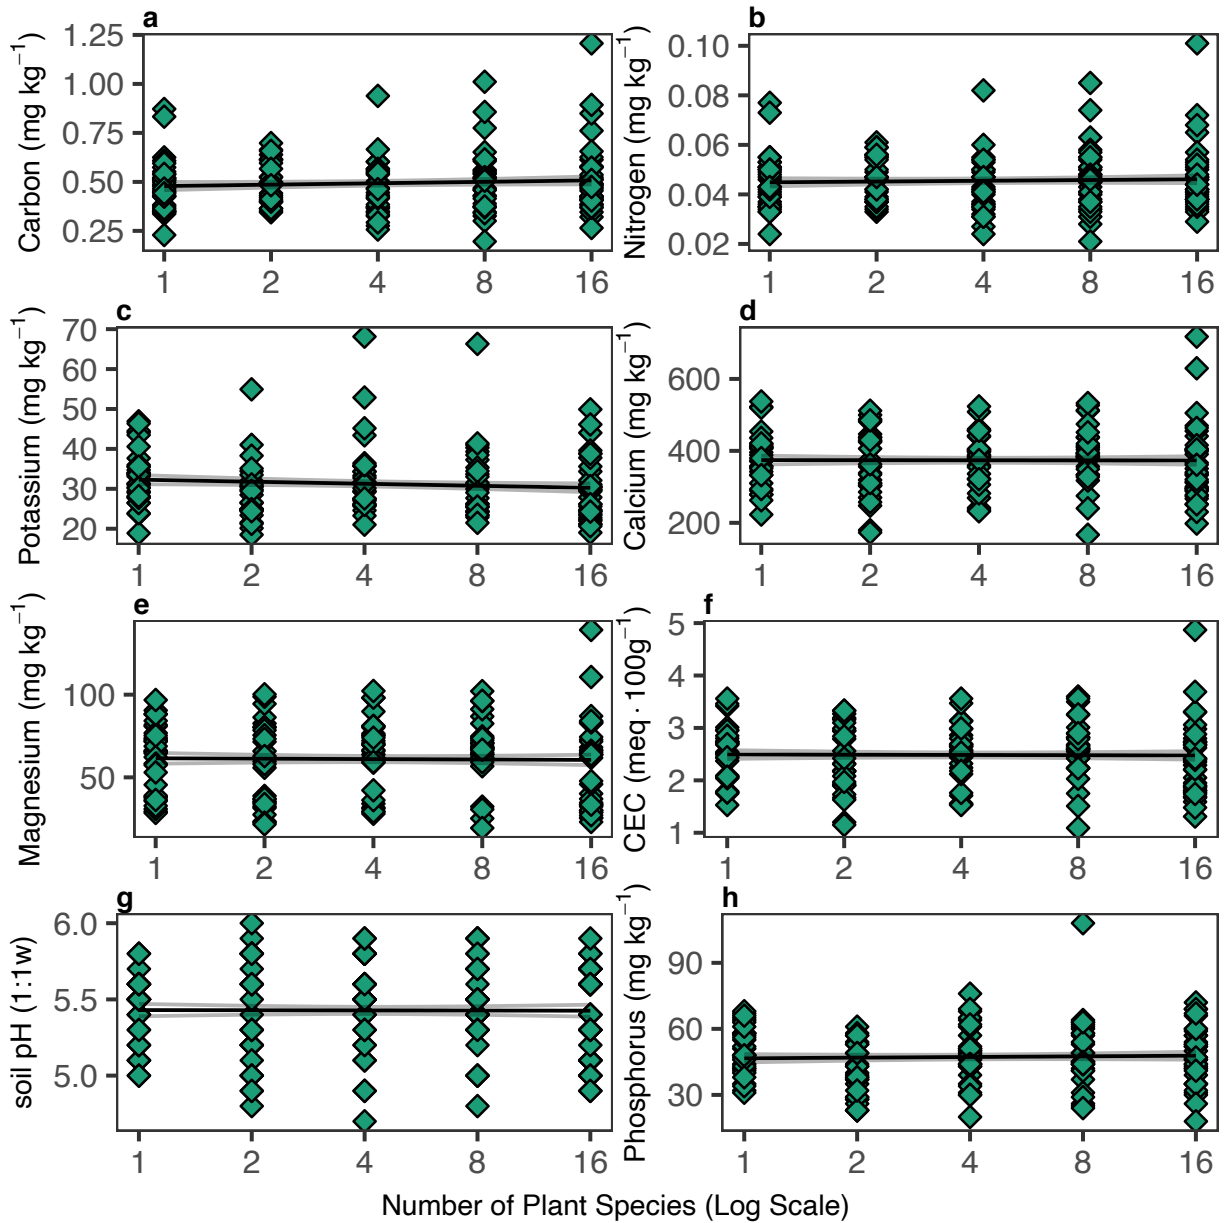 a
Carbon (mg kg⁻¹)
1.25
1.00
0.75
0.50
0.25
1 2 4 8 16
b
Nitrogen (mg kg⁻¹)
0.10
0.08
0.06
0.04
0.02
1 2 4 8 16
c
Potassium (mg kg⁻¹)
70
60
50
40
30
20
1 2 4 8 16
d
Calcium (mg kg⁻¹)
600
400
200
1 2 4 8 16
e
Magnesium (mg kg⁻¹)
100
50
1 2 4 8 16
f
CEC (meq · 100g⁻¹)
5
4
3
2
1
1 2 4 8 16
g
soil pH (1:1w)
6.0
5.5
5.0
1 2 4 8 16
h
Phosphorus (mg kg⁻¹)
90
60
30
1 2 4 8 16
Number of Plant Species (Log Scale)